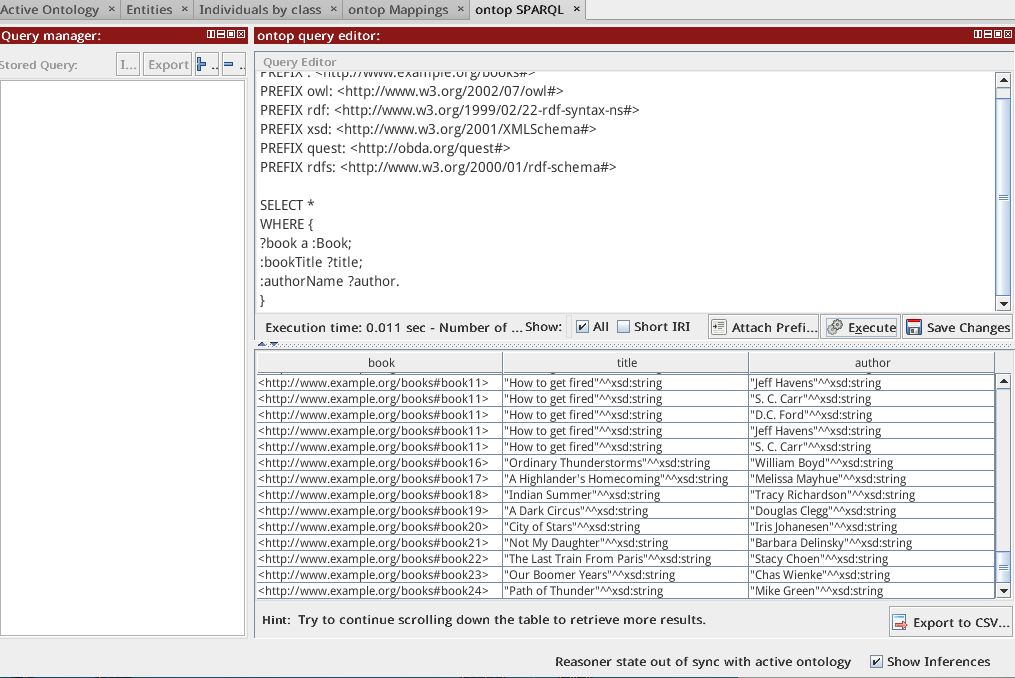 Active Ontology × Entities × Individuals by class × ontop Mappings × ontop SPARQL ×
Query manager:
Stored Query: I... Export .. ..
ontop query editor:
Query Editor
PREFIX : <http://www.example.org/books#>
PREFIX owl: <http://www.w3.org/2002/07/owl#>
PREFIX rdf: <http://www.w3.org/1999/02/22-rdf-syntax-ns#>
PREFIX xsd: <http://www.w3.org/2001/XMLSchema#>
PREFIX quest: <http://obda.org/quest#>
PREFIX rdfs: <http://www.w3.org/2000/01/rdf-schema#>
SELECT *
WHERE {
?book a :Book;
:bookTitle ?title;
:authorName ?author.
}
Execution time: 0.011 sec - Number of ... Show: All Short IRI Attach Prefi... Execute Save Changes
book title author
<http://www.example.org/books#book11> "How to get fired"^^xsd:string "Jeff Havens"^^xsd:string
<http://www.example.org/books#book11> "How to get fired"^^xsd:string "S. C. Carr"^^xsd:string
<http://www.example.org/books#book11> "How to get fired"^^xsd:string "D.C. Ford"^^xsd:string
<http://www.example.org/books#book11> "How to get fired"^^xsd:string "Jeff Havens"^^xsd:string
<http://www.example.org/books#book11> "How to get fired"^^xsd:string "S. C. Carr"^^xsd:string
<http://www.example.org/books#book16> "Ordinary Thunderstorms"^^xsd:string "William Boyd"^^xsd:string
<http://www.example.org/books#book17> "A Highlander's Homecoming"^^xsd:string "Melissa Mayhue"^^xsd:string
<http://www.example.org/books#book18> "Indian Summer"^^xsd:string "Tracy Richardson"^^xsd:string
<http://www.example.org/books#book19> "A Dark Circus"^^xsd:string "Douglas Clegg"^^xsd:string
<http://www.example.org/books#book20> "City of Stars"^^xsd:string "Iris Johanesen"^^xsd:string
<http://www.example.org/books#book21> "Not My Daughter"^^xsd:string "Barbara Delinsky"^^xsd:string
<http://www.example.org/books#book22> "The Last Train From Paris"^^xsd:string "Stacy Choen"^^xsd:string
<http://www.example.org/books#book23> "Our Boomer Years"^^xsd:string "Chas Wienke"^^xsd:string
<http://www.example.org/books#book24> "Path of Thunder"^^xsd:string "Mike Green"^^xsd:string
Hint: Try to continue scrolling down the table to retrieve more results. Export to CSV...
Reasoner state out of sync with active ontology Show Inferences